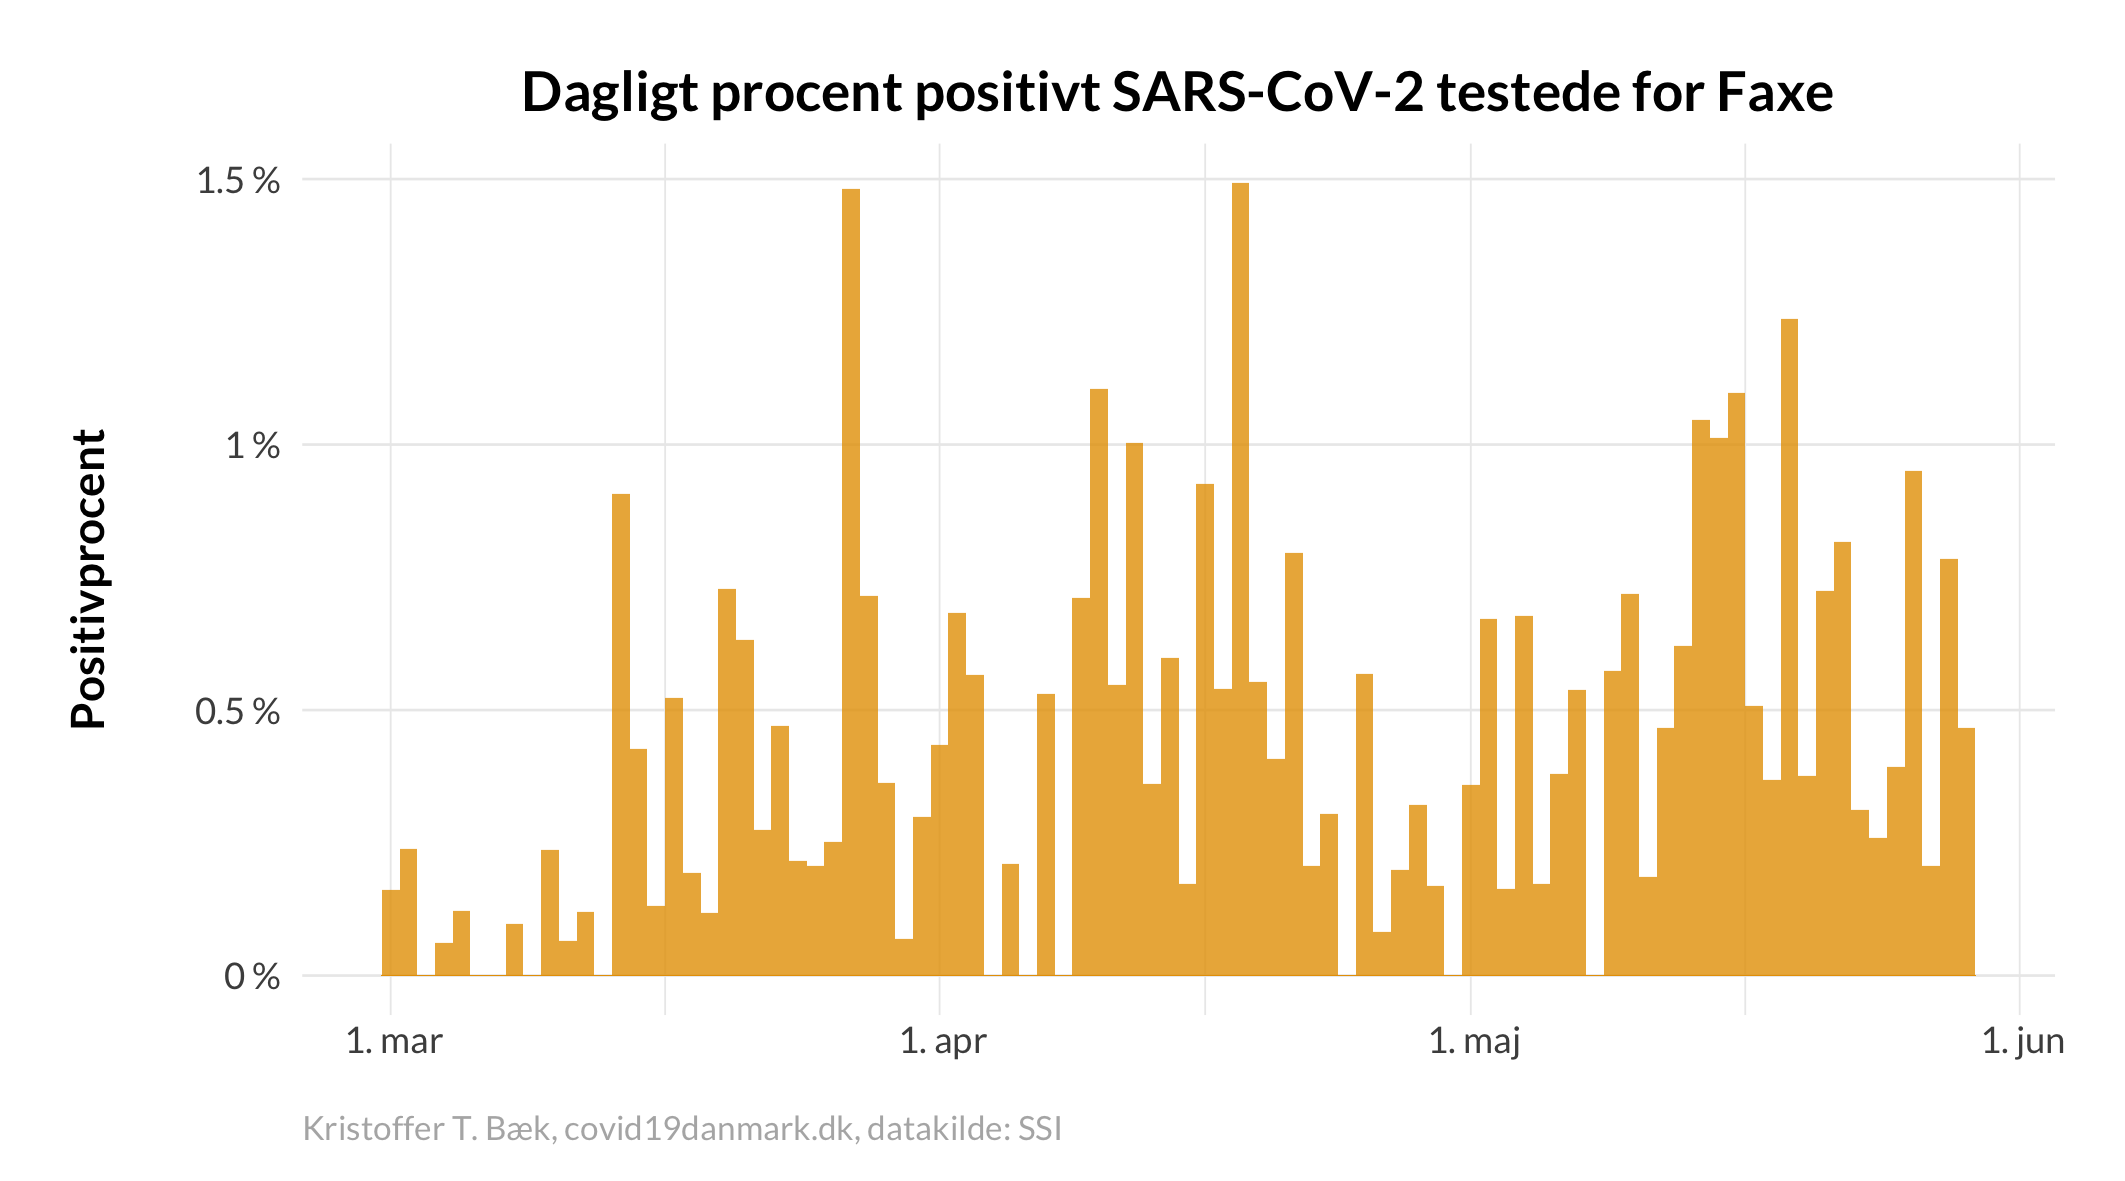 Dagligt procent positivt SARS-CoV-2 testede for Faxe
Positivprocent
1.5 %
1 %
0.5 %
0 %
1. mar
1. apr
1. maj
1. jun
Kristoffer T. Bæk, covid19danmark.dk, datakilde: SSI